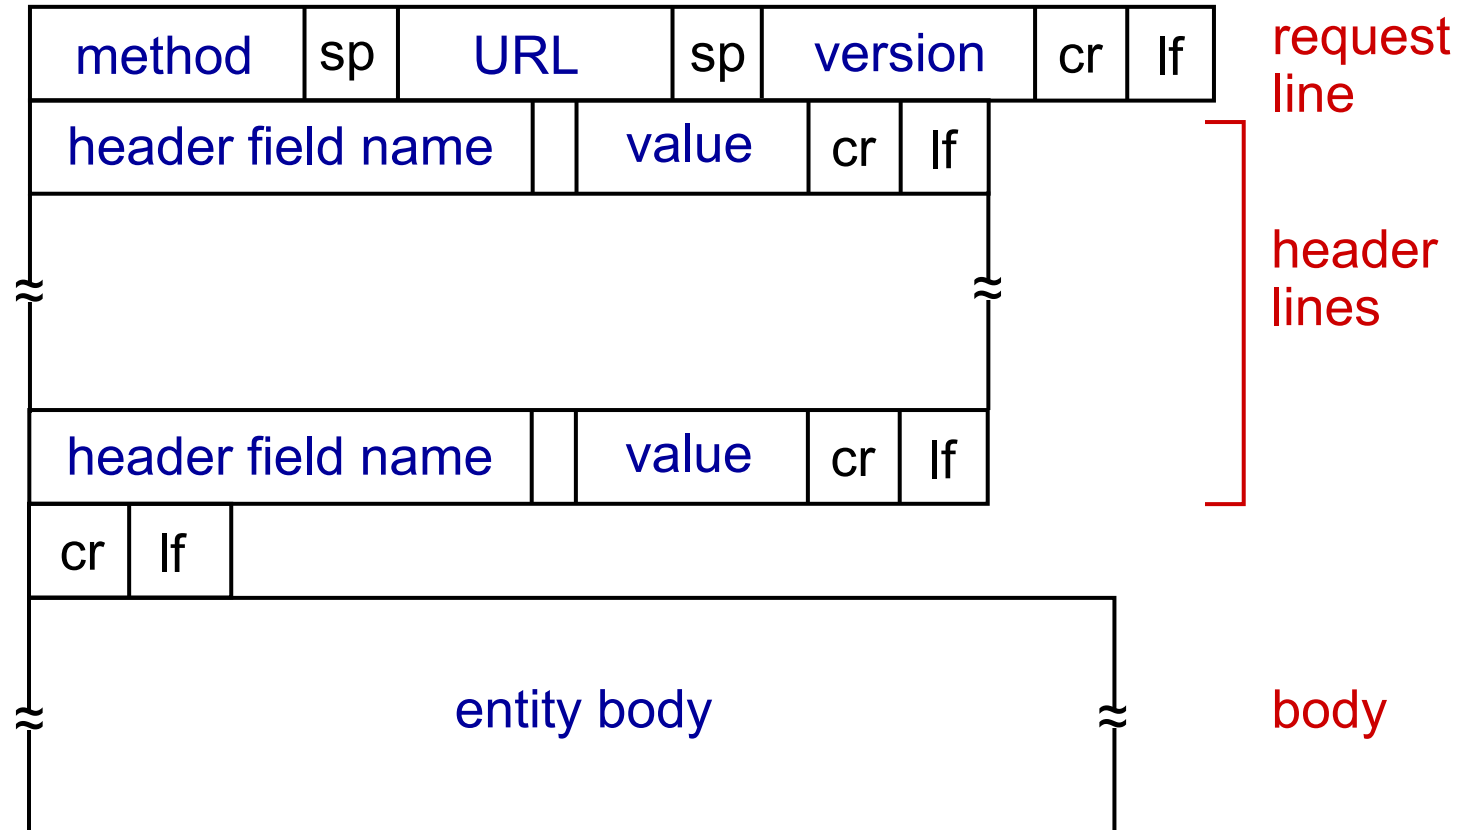 method sp URL sp version cr lf
request
line
header field name value cr lf
header
lines
≈ ≈
header field name value cr lf
cr lf
≈ entity body ≈
body